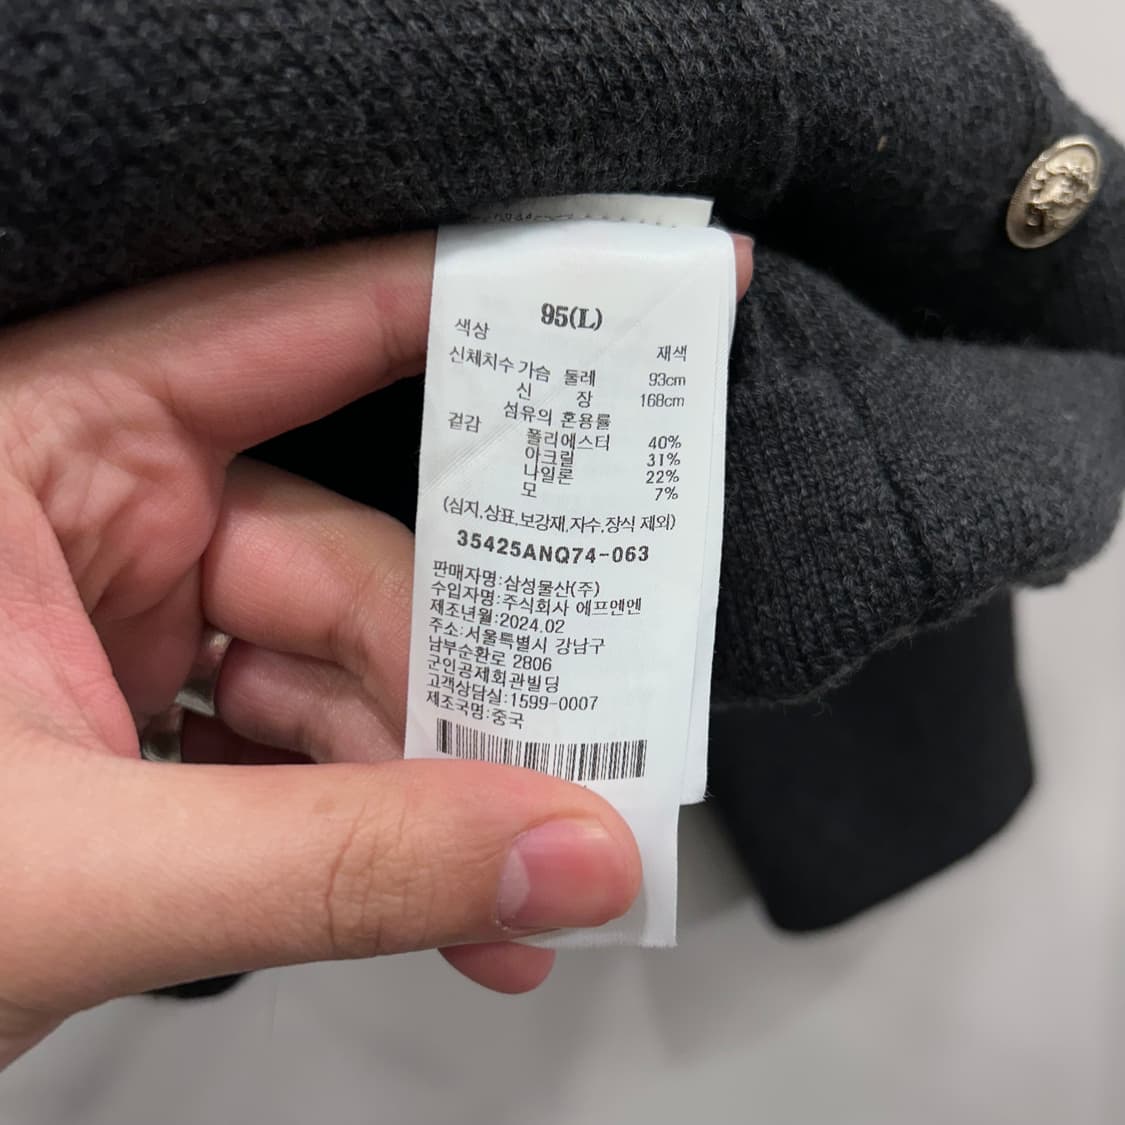 95(L)
색상 재색
신체치수 가슴 둘레 93cm
신 장 168cm
섬유의 혼용률
겉감 폴리에스터 40%
아크릴 31%
나일론 22%
모 7%
(심지,상표,보강재,자수,장식 제외)
35425ANQ74-063
판매자명:삼성물산(주)
수입자명:주식회사 에프엔엔
제조년월:2024.02
주소:서울특별시 강남구
남부순환로 2806
군인공제회관빌딩
고객상담실:1599-0007
제조국명:중국